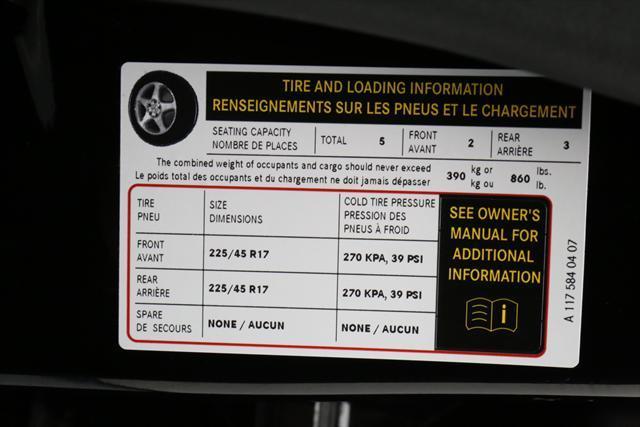 TIRE AND LOADING INFORMATION
RENSEIGNEMENTS SUR LES PNEUS ET LE CHARGEMENT
SEATING CAPACITY
NOMBRE DE PLACES
TOTAL 5
FRONT
AVANT
2
REAR
ARRIÈRE
3
The combined weight of occupants and cargo should never exceed
Le poids total des occupants et du chargement ne doit jamais dépasser
390 kg or
kg ou
860 lbs.
lb.
TIRE
PNEU
SIZE
DIMENSIONS
COLD TIRE PRESSURE
PRESSION DES
PNEUS À FROID
FRONT
AVANT
225/45 R17
270 KPA, 39 PSI
REAR
ARRIÈRE
225/45 R17
270 KPA, 39 PSI
SPARE
DE SECOURS
NONE / AUCUN
NONE / AUCUN
SEE OWNER'S
MANUAL FOR
ADDITIONAL
INFORMATION
i
A 117 584 04 07